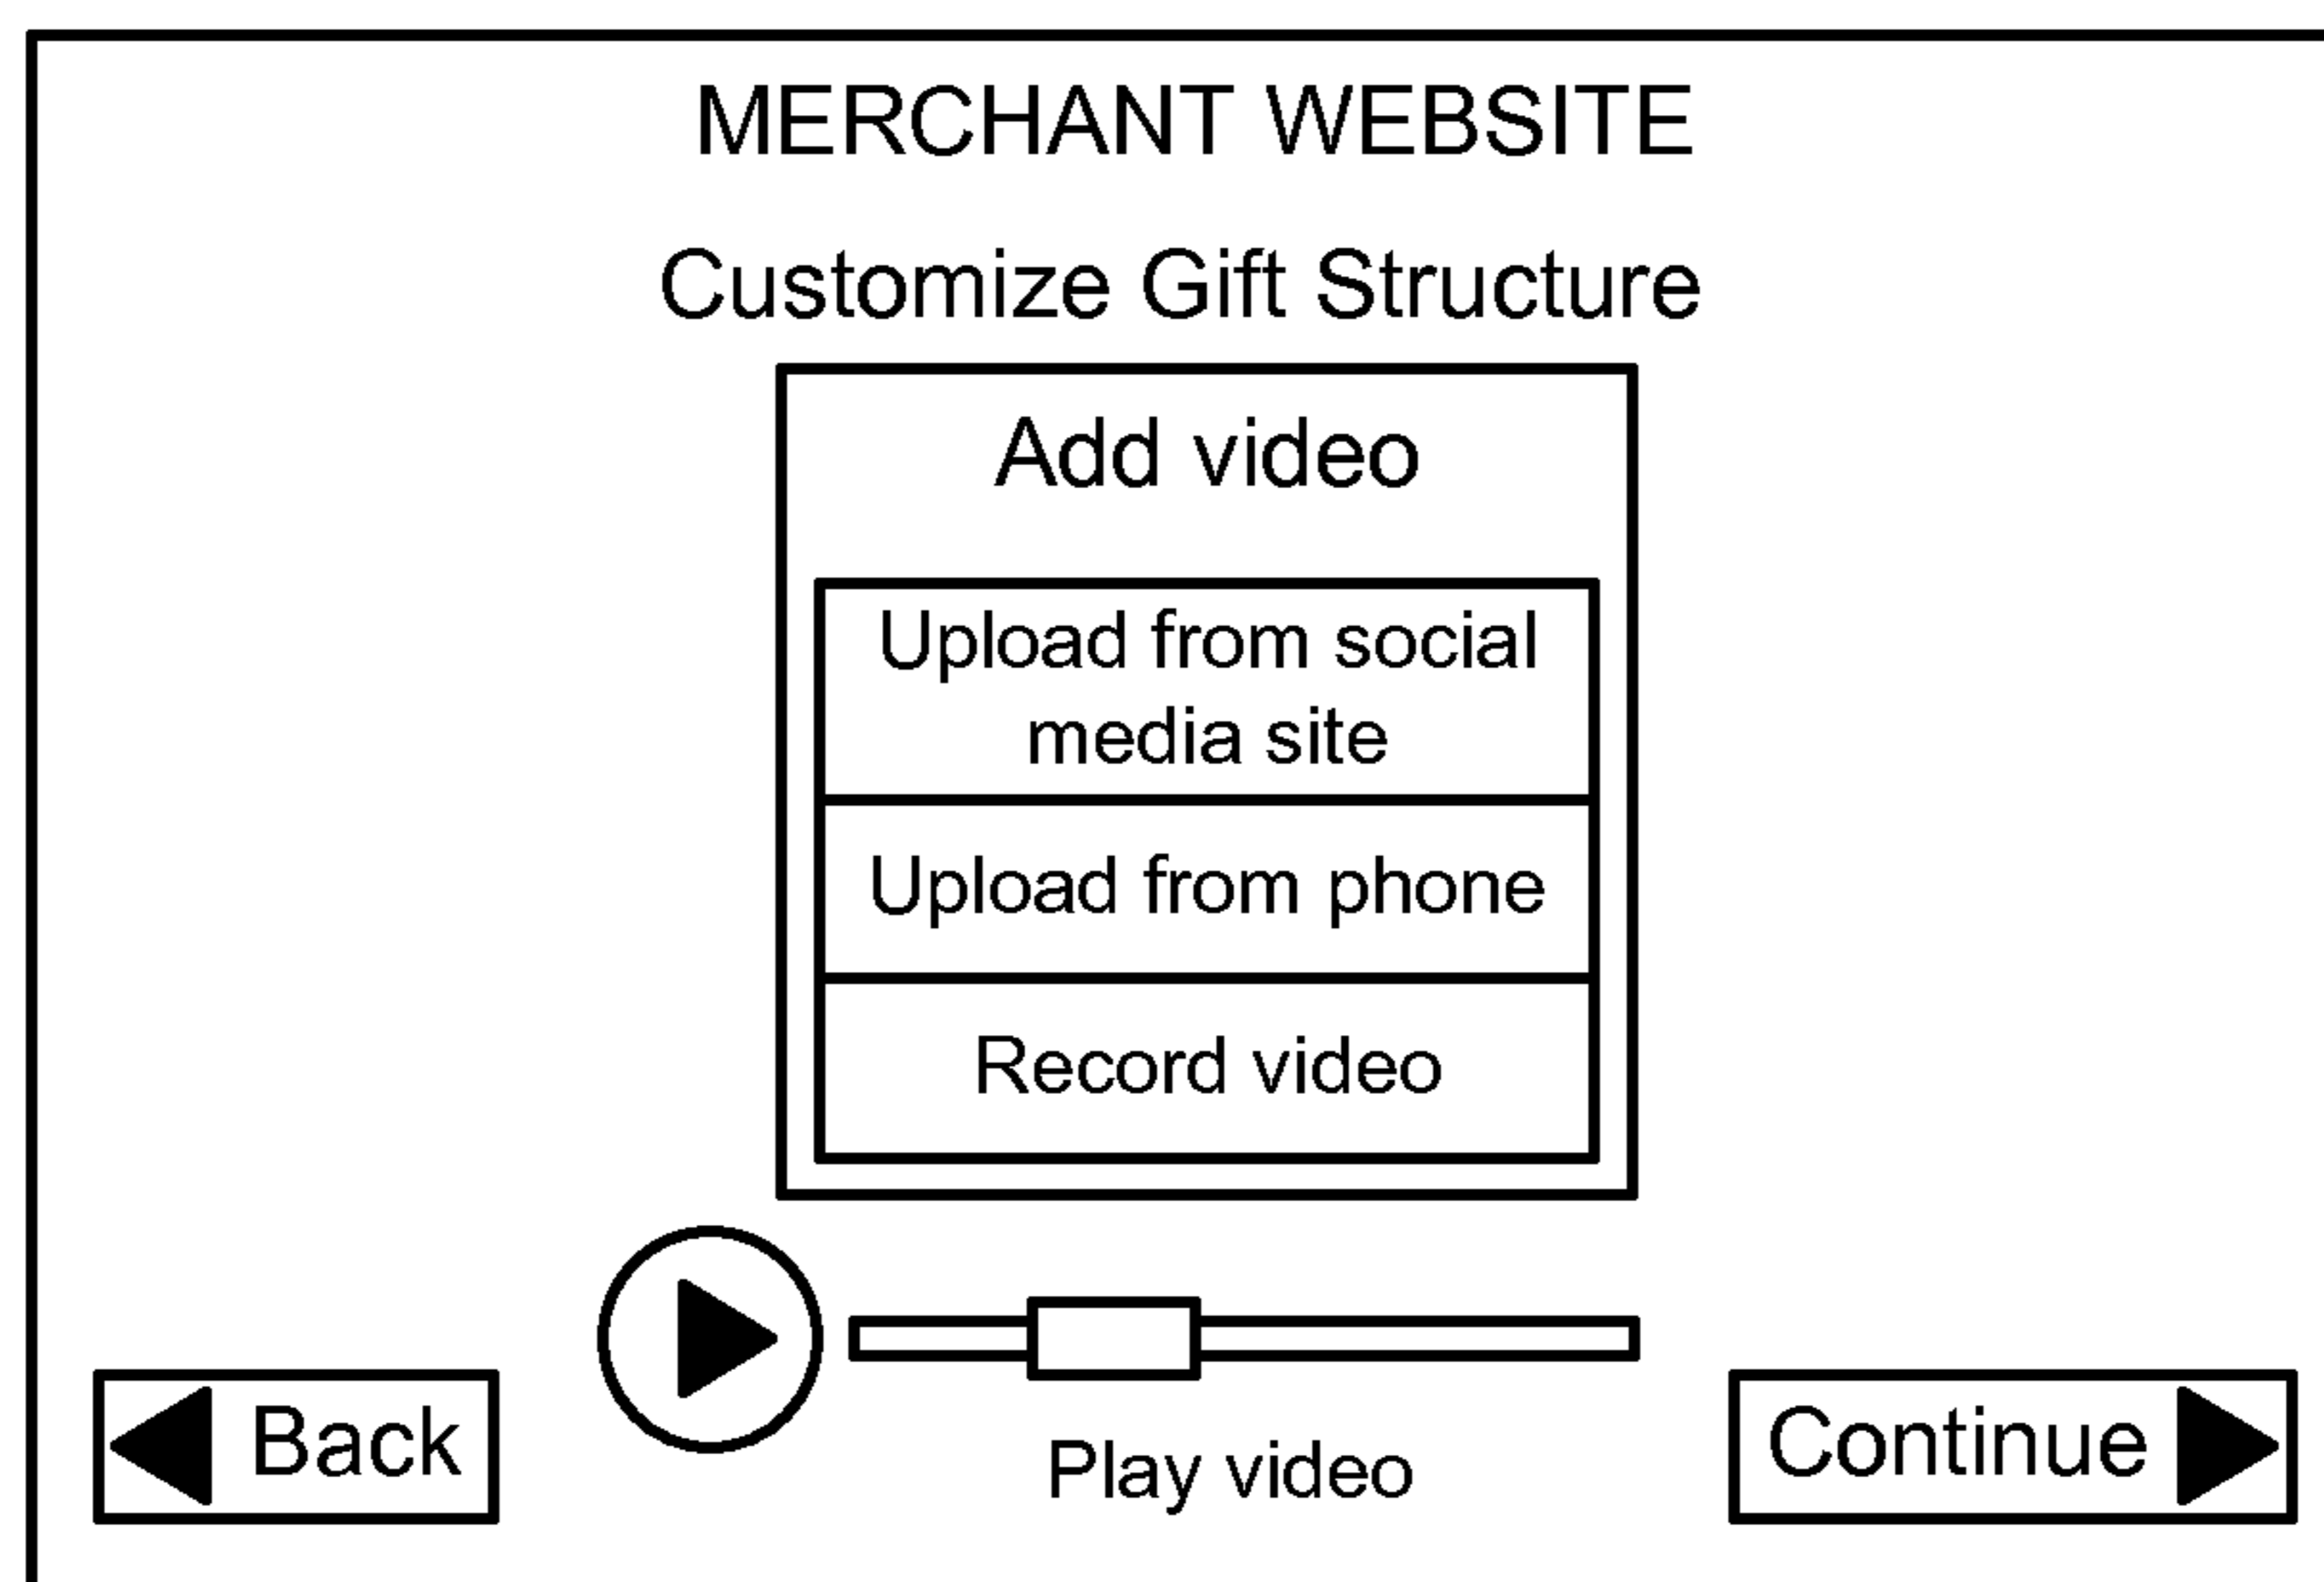 MERCHANT WEBSITE
Customize Gift Structure
Add video
Upload from social
media site
Upload from phone
Record video
Back
Play video
Continue